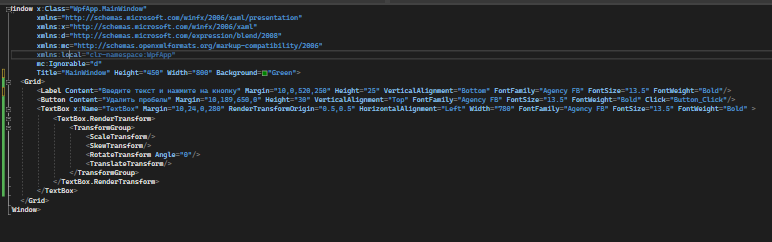 Window x:Class="WpfApp.MainWindow"
xmlns="http://schemas.microsoft.com/winfx/2006/xaml/presentation"
xmlns:x="http://schemas.microsoft.com/winfx/2006/xaml"
xmlns:d="http://schemas.microsoft.com/expression/blend/2008"
xmlns:mc="http://schemas.openxmlformats.org/markup-compatibility/2006"
xmlns:local="clr-namespace:WpfApp"
mc:Ignorable="d"
Title="MainWindow" Height="450" Width="800" Background="Green">
<Grid>
<Label Content="Введите текст и нажмите на кнопку" Margin="10,0,520,250" Height="25" VerticalAlignment="Bottom" FontFamily="Agency FB" FontSize="13.5" FontWeight="Bold"/>
<Button Content="Удалить пробелы" Margin="10,189,650,0" Height="30" VerticalAlignment="Top" FontFamily="Agency FB" FontSize="13.5" FontWeight="Bold" Click="Button_Click"/>
<TextBox x:Name="TextBox" Margin="10,24,0,280" RenderTransformOrigin="0.5,0.5" HorizontalAlignment="Left" Width="780" FontFamily="Agency FB" FontSize="13.5" FontWeight="Bold" >
<TextBox.RenderTransform>
<TransformGroup>
<ScaleTransform/>
<SkewTransform/>
<RotateTransform Angle="0"/>
<TranslateTransform/>
</TransformGroup>
</TextBox.RenderTransform>
</TextBox>
</Grid>
Window>